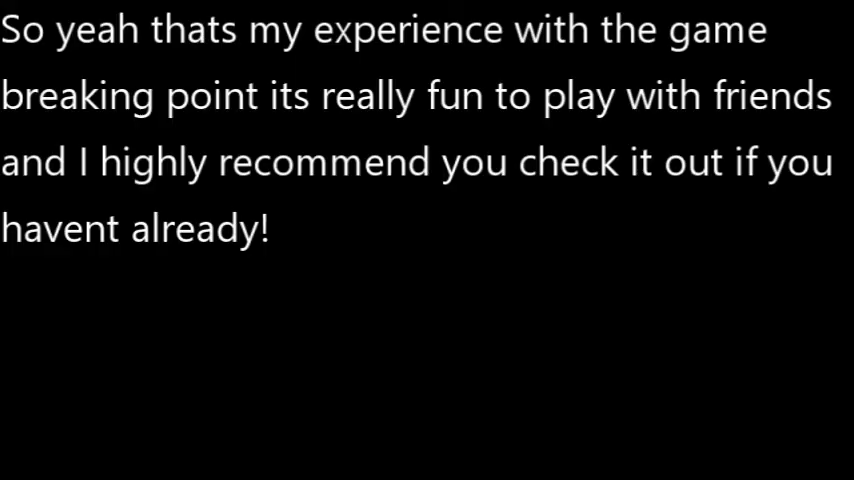 So yeah thats my experience with the game
breaking point its really fun to play with friends
and I highly recommend you check it out if you
havent already!